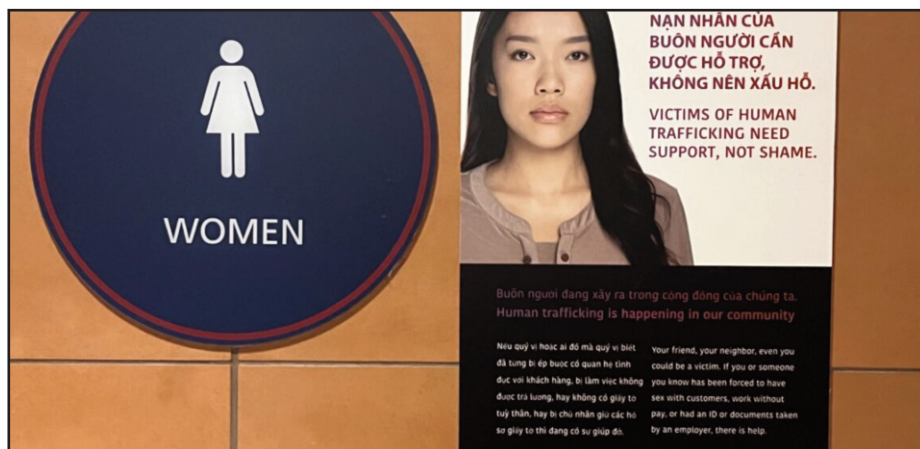 WOMEN
NẠN NHÂN CỦA
BUÔN NGƯỜI CẦN
ĐƯỢC HỖ TRỢ,
KHÔNG NÊN XẤU HỔ.
VICTIMS OF HUMAN
TRAFFICKING NEED
SUPPORT, NOT SHAME.
Buôn người đang xảy ra trong cộng đồng của chúng ta.
Human trafficking is happening in our community
Nếu quý vị hoặc ai đó mà quý vị biết
đã từng bị ép buộc có quan hệ tình
dục với khách hàng, bị làm việc không
được trả lương, hay không có giấy tờ
tuỳ thân, hay bị chủ nhân giữ các hồ
sơ giấy tờ thì đang có sự giúp đỡ.
Your friend, your neighbor, even you
could be a victim. If you or someone
you know has been forced to have
sex with customers, work without
pay, or had an ID or documents taken
by an employer, there is help.